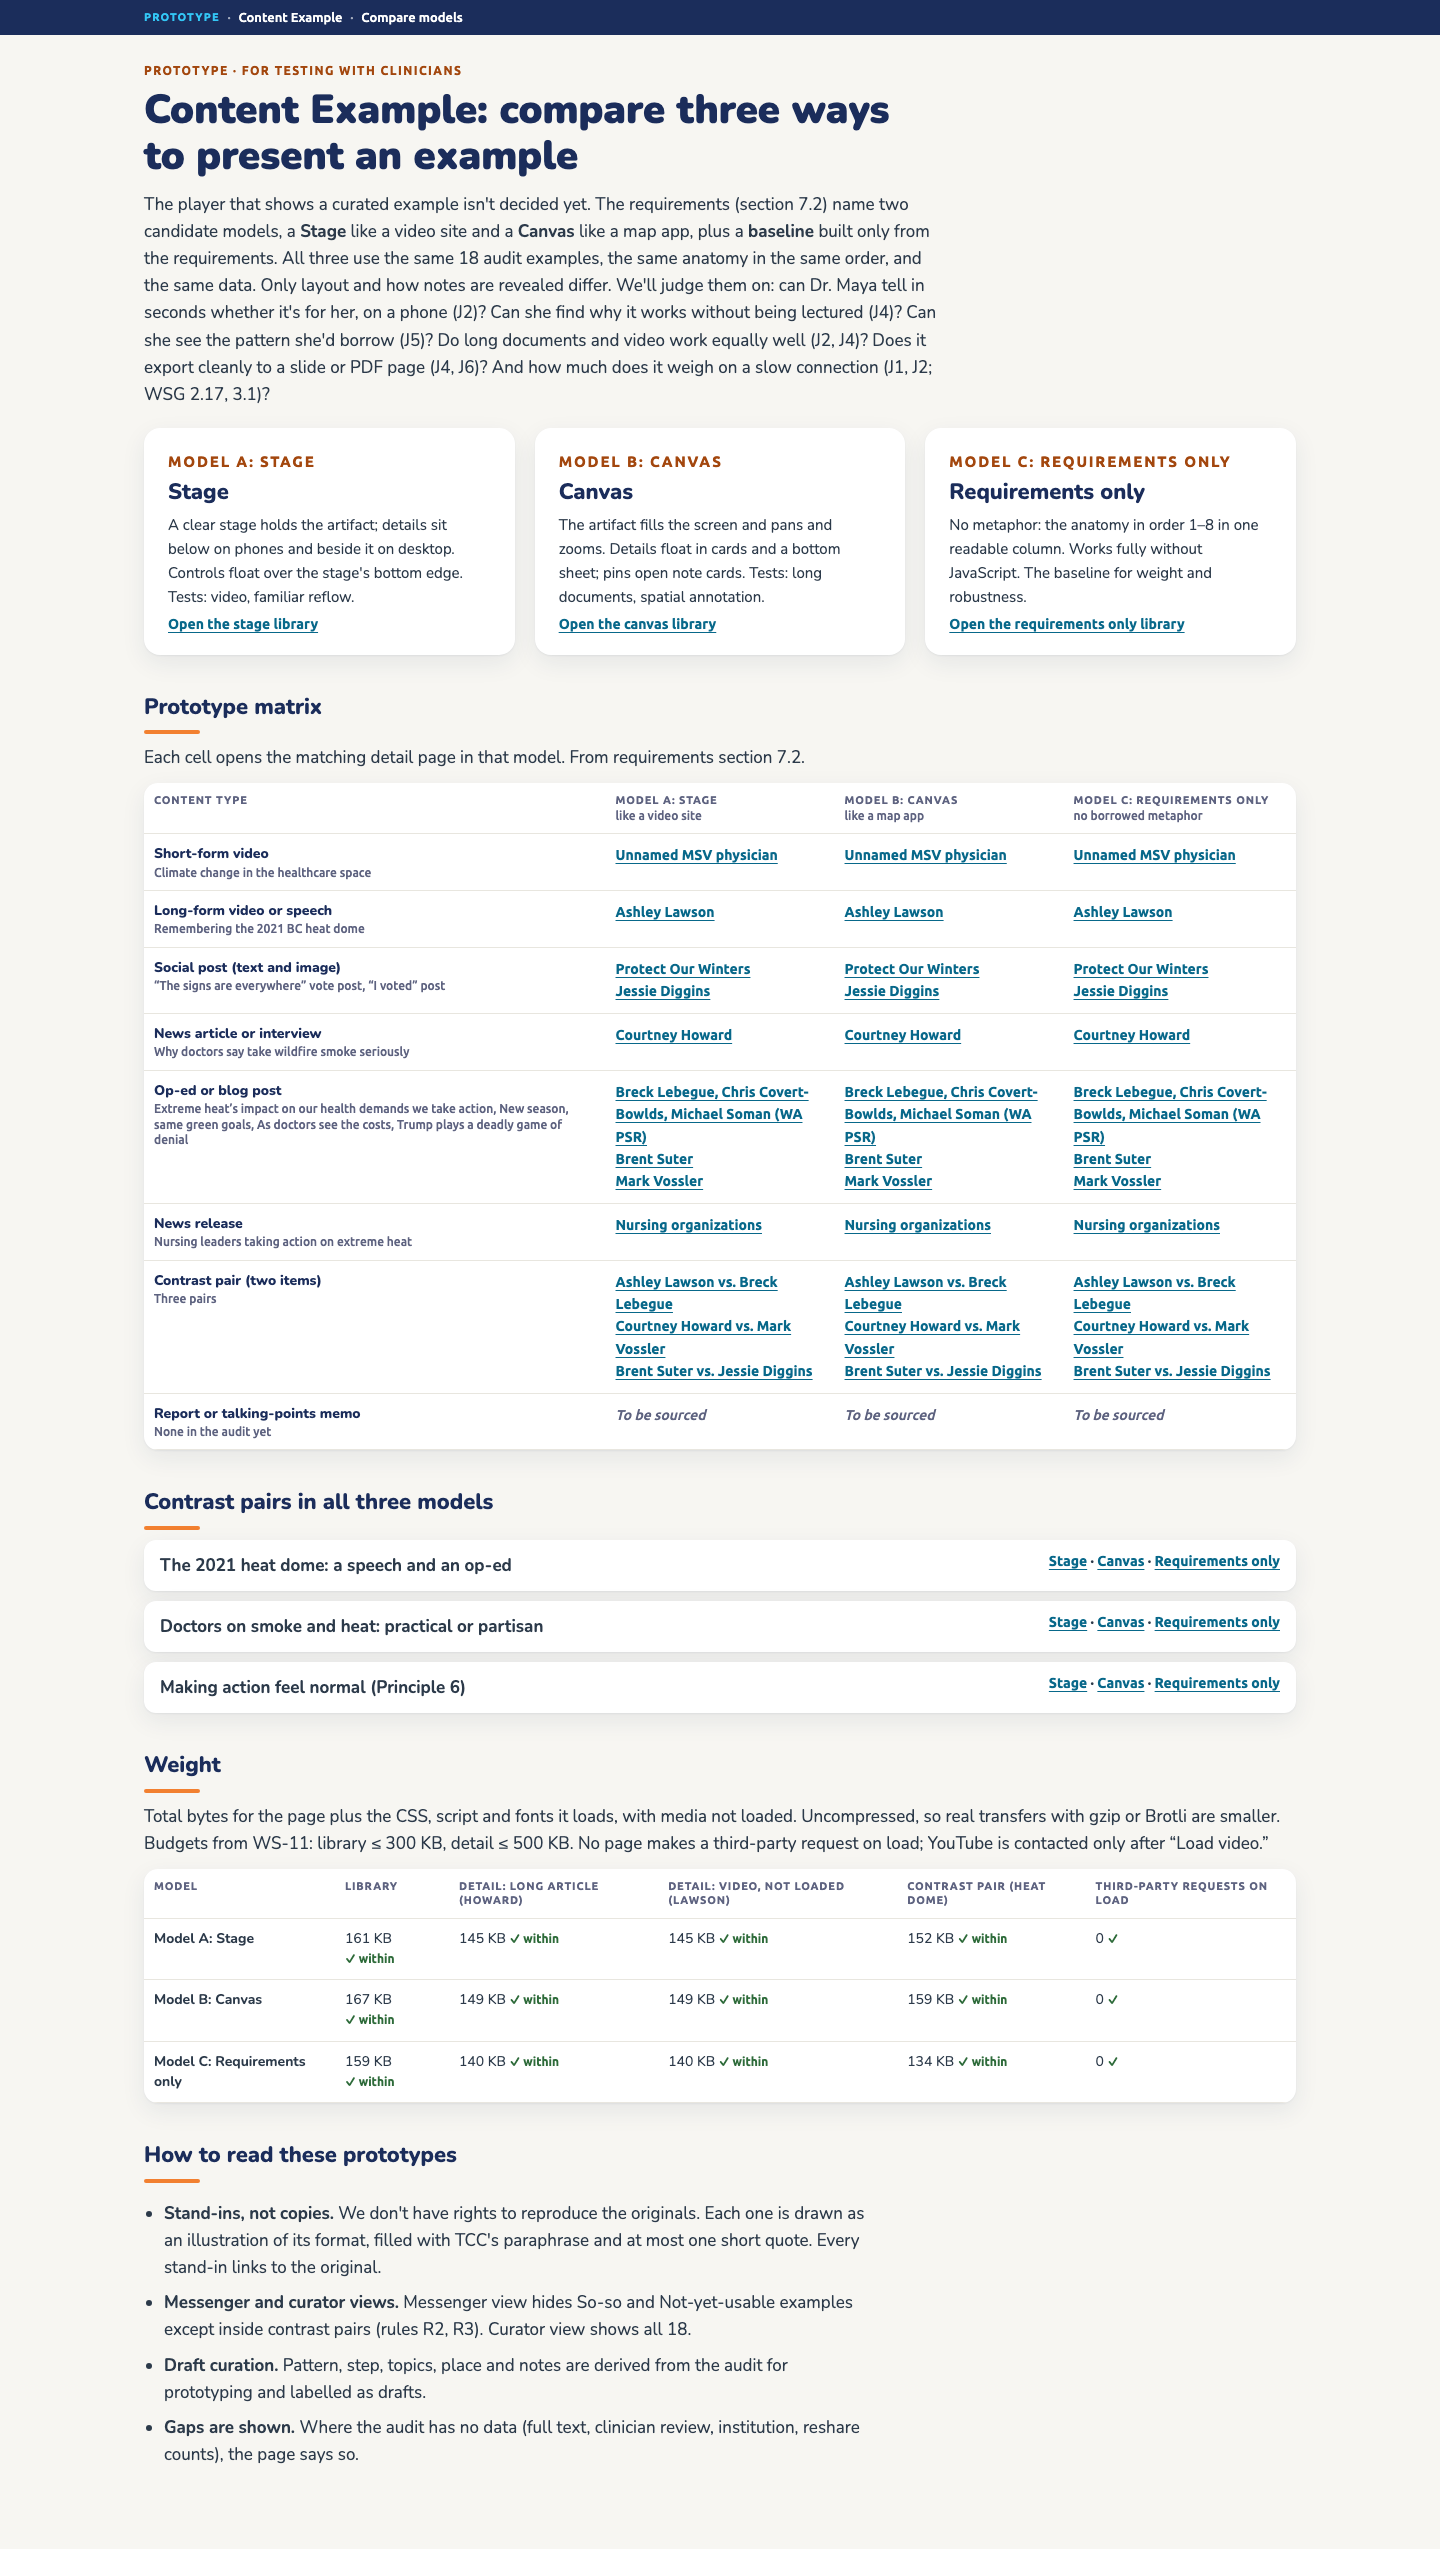 PROTOTYPE · Content Example · Compare models
PROTOTYPE · FOR TESTING WITH CLINICIANS
Content Example: compare three ways
to present an example
The player that shows a curated example isn't decided yet. The requirements (section 7.2) name two
candidate models, a Stage like a video site and a Canvas like a map app, plus a baseline built only from
the requirements. All three use the same 18 audit examples, the same anatomy in the same order, and
the same data. Only layout and how notes are revealed differ. We'll judge them on: can Dr. Maya tell in
seconds whether it's for her, on a phone (J2)? Can she find why it works without being lectured (J4)? Can
she see the pattern she'd borrow (J5)? Do long documents and video work equally well (J2, J4)? Does it
export cleanly to a slide or PDF page (J4, J6)? And how much does it weigh on a slow connection (J1, J2;
WSG 2.17, 3.1)?
MODEL A: STAGE
Stage
A clear stage holds the artifact; details sit
below on phones and beside it on desktop.
Controls float over the stage's bottom edge.
Tests: video, familiar reflow.
Open the stage library
MODEL B: CANVAS
Canvas
The artifact fills the screen and pans and
zooms. Details float in cards and a bottom
sheet; pins open note cards. Tests: long
documents, spatial annotation.
Open the canvas library
MODEL C: REQUIREMENTS ONLY
Requirements only
No metaphor: the anatomy in order 1–8 in one
readable column. Works fully without
JavaScript. The baseline for weight and
robustness.
Open the requirements only library
Prototype matrix
Each cell opens the matching detail page in that model. From requirements section 7.2.
CONTENT TYPE
MODEL A: STAGE
like a video site
MODEL B: CANVAS
like a map app
MODEL C: REQUIREMENTS ONLY
no borrowed metaphor
Short-form video
Climate change in the healthcare space
Unnamed MSV physician
Unnamed MSV physician
Unnamed MSV physician
Long-form video or speech
Remembering the 2021 BC heat dome
Ashley Lawson
Ashley Lawson
Ashley Lawson
Social post (text and image)
“The signs are everywhere” vote post, “I voted” post
Protect Our Winters
Jessie Diggins
Protect Our Winters
Jessie Diggins
Protect Our Winters
Jessie Diggins
News article or interview
Why doctors say take wildfire smoke seriously
Courtney Howard
Courtney Howard
Courtney Howard
Op-ed or blog post
Extreme heat’s impact on our health demands we take action, New season,
same green goals, As doctors see the costs, Trump plays a deadly game of
denial
Breck Lebegue, Chris Covert-
Bowlds, Michael Soman (WA
PSR)
Brent Suter
Mark Vossler
Breck Lebegue, Chris Covert-
Bowlds, Michael Soman (WA
PSR)
Brent Suter
Mark Vossler
Breck Lebegue, Chris Covert-
Bowlds, Michael Soman (WA
PSR)
Brent Suter
Mark Vossler
News release
Nursing leaders taking action on extreme heat
Nursing organizations
Nursing organizations
Nursing organizations
Contrast pair (two items)
Three pairs
Ashley Lawson vs. Breck
Lebegue
Courtney Howard vs. Mark
Vossler
Brent Suter vs. Jessie Diggins
Ashley Lawson vs. Breck
Lebegue
Courtney Howard vs. Mark
Vossler
Brent Suter vs. Jessie Diggins
Ashley Lawson vs. Breck
Lebegue
Courtney Howard vs. Mark
Vossler
Brent Suter vs. Jessie Diggins
Report or talking-points memo
None in the audit yet
To be sourced
To be sourced
To be sourced
Contrast pairs in all three models
The 2021 heat dome: a speech and an op-ed
Stage · Canvas · Requirements only
Doctors on smoke and heat: practical or partisan
Stage · Canvas · Requirements only
Making action feel normal (Principle 6)
Stage · Canvas · Requirements only
Weight
Total bytes for the page plus the CSS, script and fonts it loads, with media not loaded. Uncompressed, so real transfers with gzip or Brotli are smaller.
Budgets from WS-11: library ≤ 300 KB, detail ≤ 500 KB. No page makes a third-party request on load; YouTube is contacted only after “Load video.”
MODEL
LIBRARY
DETAIL: LONG ARTICLE
(HOWARD)
DETAIL: VIDEO, NOT LOADED
(LAWSON)
CONTRAST PAIR (HEAT
DOME)
THIRD-PARTY REQUESTS ON
LOAD
Model A: Stage
161 KB
✓ within
145 KB ✓ within
145 KB ✓ within
152 KB ✓ within
0 ✓
Model B: Canvas
167 KB
✓ within
149 KB ✓ within
149 KB ✓ within
159 KB ✓ within
0 ✓
Model C: Requirements
only
159 KB
✓ within
140 KB ✓ within
140 KB ✓ within
134 KB ✓ within
0 ✓
How to read these prototypes
• Stand-ins, not copies. We don't have rights to reproduce the originals. Each one is drawn as
an illustration of its format, filled with TCC's paraphrase and at most one short quote. Every
stand-in links to the original.
• Messenger and curator views. Messenger view hides So-so and Not-yet-usable examples
except inside contrast pairs (rules R2, R3). Curator view shows all 18.
• Draft curation. Pattern, step, topics, place and notes are derived from the audit for
prototyping and labelled as drafts.
• Gaps are shown. Where the audit has no data (full text, clinician review, institution, reshare
counts), the page says so.